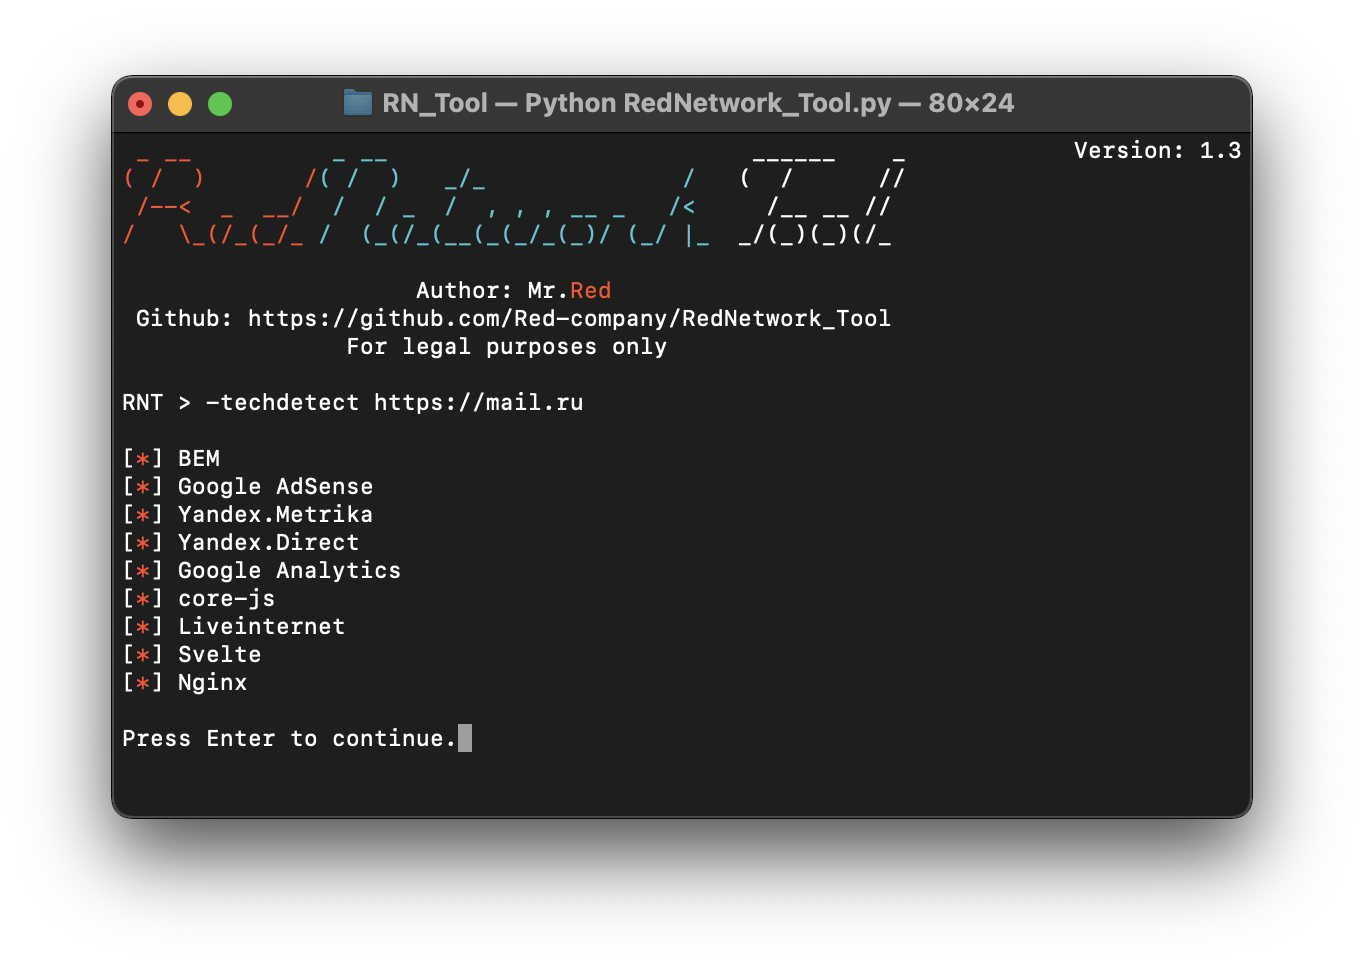 RN_Tool — Python RedNetwork_Tool.py — 80×24
Version: 1.3
RedNetwork Tool
Author: Mr.Red
Github: https://github.com/Red-company/RedNetwork_Tool
For legal purposes only
RNT > -techdetect https://mail.ru
[*] BEM
[*] Google AdSense
[*] Yandex.Metrika
[*] Yandex.Direct
[*] Google Analytics
[*] core-js
[*] Liveinternet
[*] Svelte
[*] Nginx
Press Enter to continue.